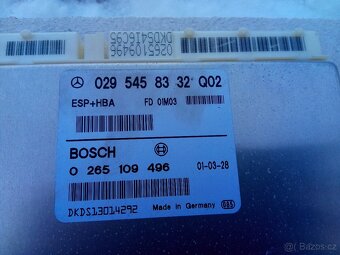 0265109496
DKD5416C95
029 545 83 32 Q02
ESP+HBA FD 01M03
BOSCH
0 265 109 496 01-03-28
DKDS13014292 Made in Germany
Bazos.cz